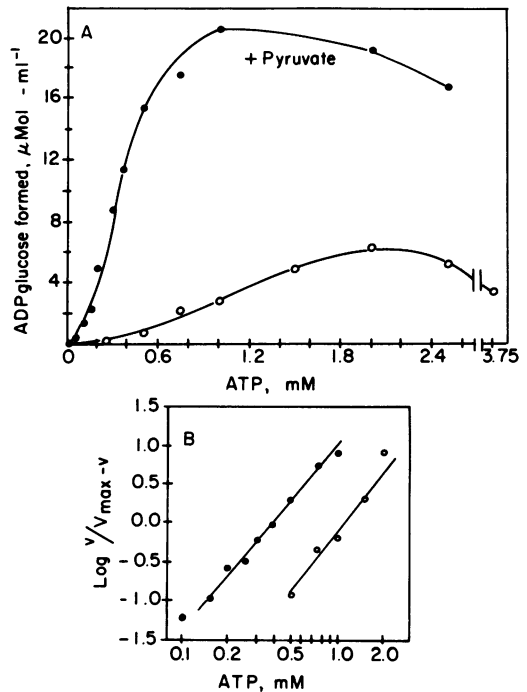 A
+ Pyruvate
ADPglucose formed, μMol - ml⁻¹
20
16
12
8
4
0
0 0.6 1.2 1.8 2.4 3.75
ATP, mM
B
Log v/Vmax-v
1.5
1.0
0.5
0.0
-0.5
-1.0
-1.5
0.1 0.2 0.5 1.0 2.0
ATP, mM